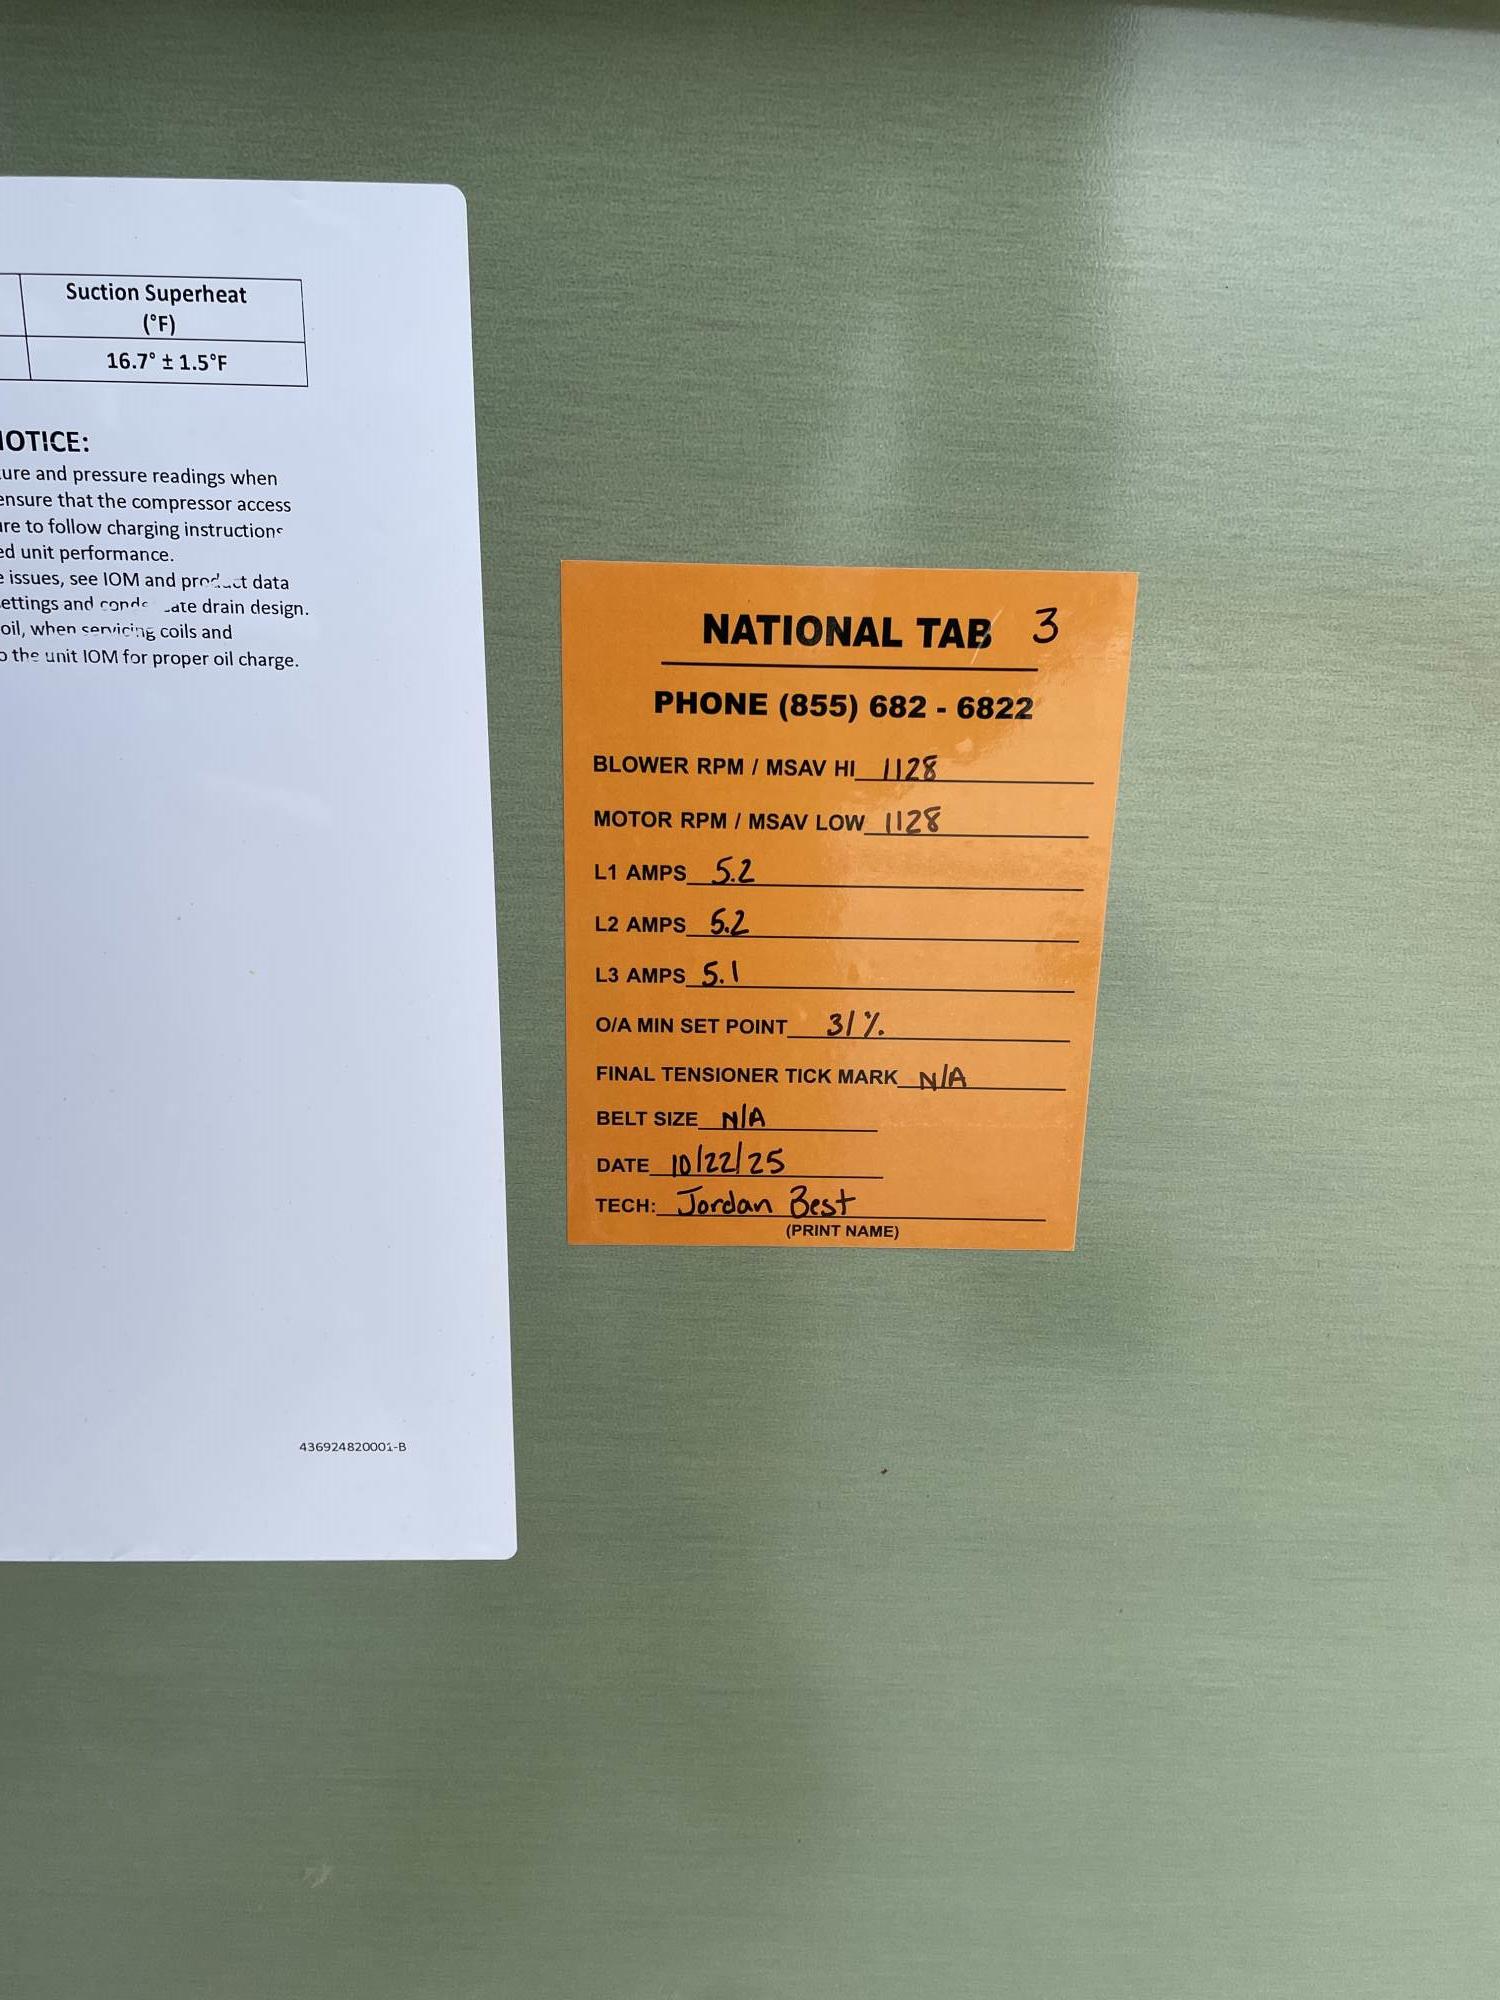 Suction Superheat
(°F)
16.7° ± 1.5°F
NOTICE:
ure and pressure readings when
ensure that the compressor access
re to follow charging instructions
ed unit performance.
e issues, see IOM and product data
ettings and condensate drain design.
oil, when servicing coils and
o the unit IOM for proper oil charge.
436924820001-B
NATIONAL TAB 3
PHONE (855) 682 - 6822
BLOWER RPM / MSAV HI 1128
MOTOR RPM / MSAV LOW 1128
L1 AMPS 5.2
L2 AMPS 5.2
L3 AMPS 5.1
O/A MIN SET POINT 31%.
FINAL TENSIONER TICK MARK N/A
BELT SIZE N/A
DATE 10/22/25
TECH: Jordan Best
(PRINT NAME)